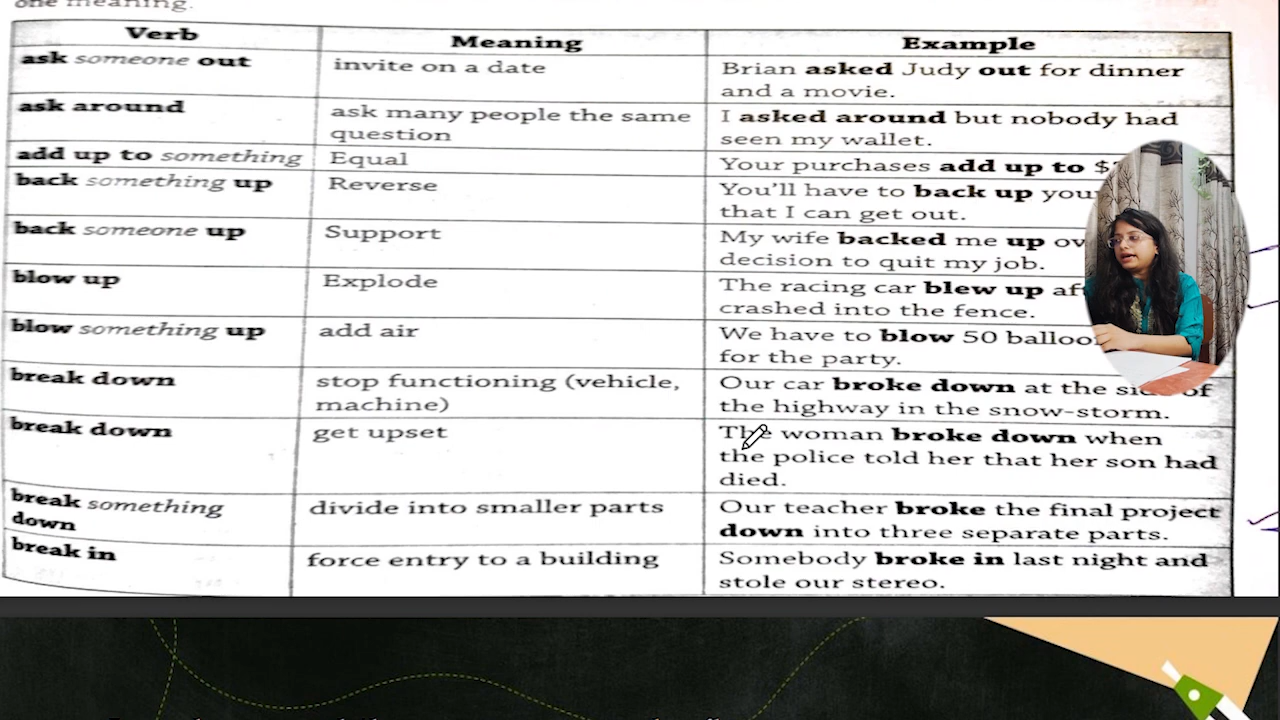 one meaning.
Verb Meaning Example
ask someone out invite on a date Brian asked Judy out for dinner
and a movie.
ask around ask many people the same I asked around but nobody had
question seen my wallet.
add up to something Equal Your purchases add up to
back something up Reverse You'll have to back up
that I can get out.
back someone up Support My wife backed me up
decision to quit my job.
blow up Explode The racing car blew up
crashed into the fence.
blow something up add air We have to blow 50
for the party.
break down stop functioning (vehicle, Our car broke down at the side of
machine) the highway in the snow-storm.
break down get upset The woman broke down when
the police told her that her son had
died.
break something divide into smaller parts Our teacher broke the final project
down down into three separate parts.
break in force entry to a building Somebody broke in last night and
stole our stereo.